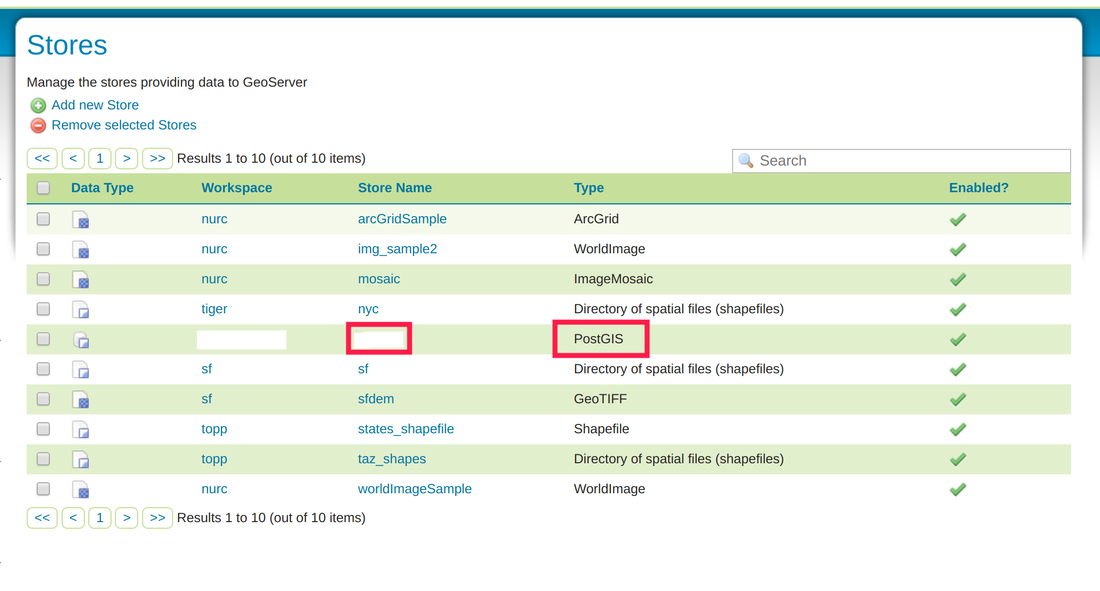 Stores
Manage the stores providing data to GeoServer
Add new Store
Remove selected Stores
<< < 1 > >> Results 1 to 10 (out of 10 items) Search
Data Type Workspace Store Name Type Enabled?
nurc arcGridSample ArcGrid
nurc img_sample2 WorldImage
nurc mosaic ImageMosaic
tiger nyc Directory of spatial files (shapefiles)
PostGIS
sf sf Directory of spatial files (shapefiles)
sf sfdem GeoTIFF
topp states_shapefile Shapefile
topp taz_shapes Directory of spatial files (shapefiles)
nurc worldImageSample WorldImage
<< < 1 > >> Results 1 to 10 (out of 10 items)